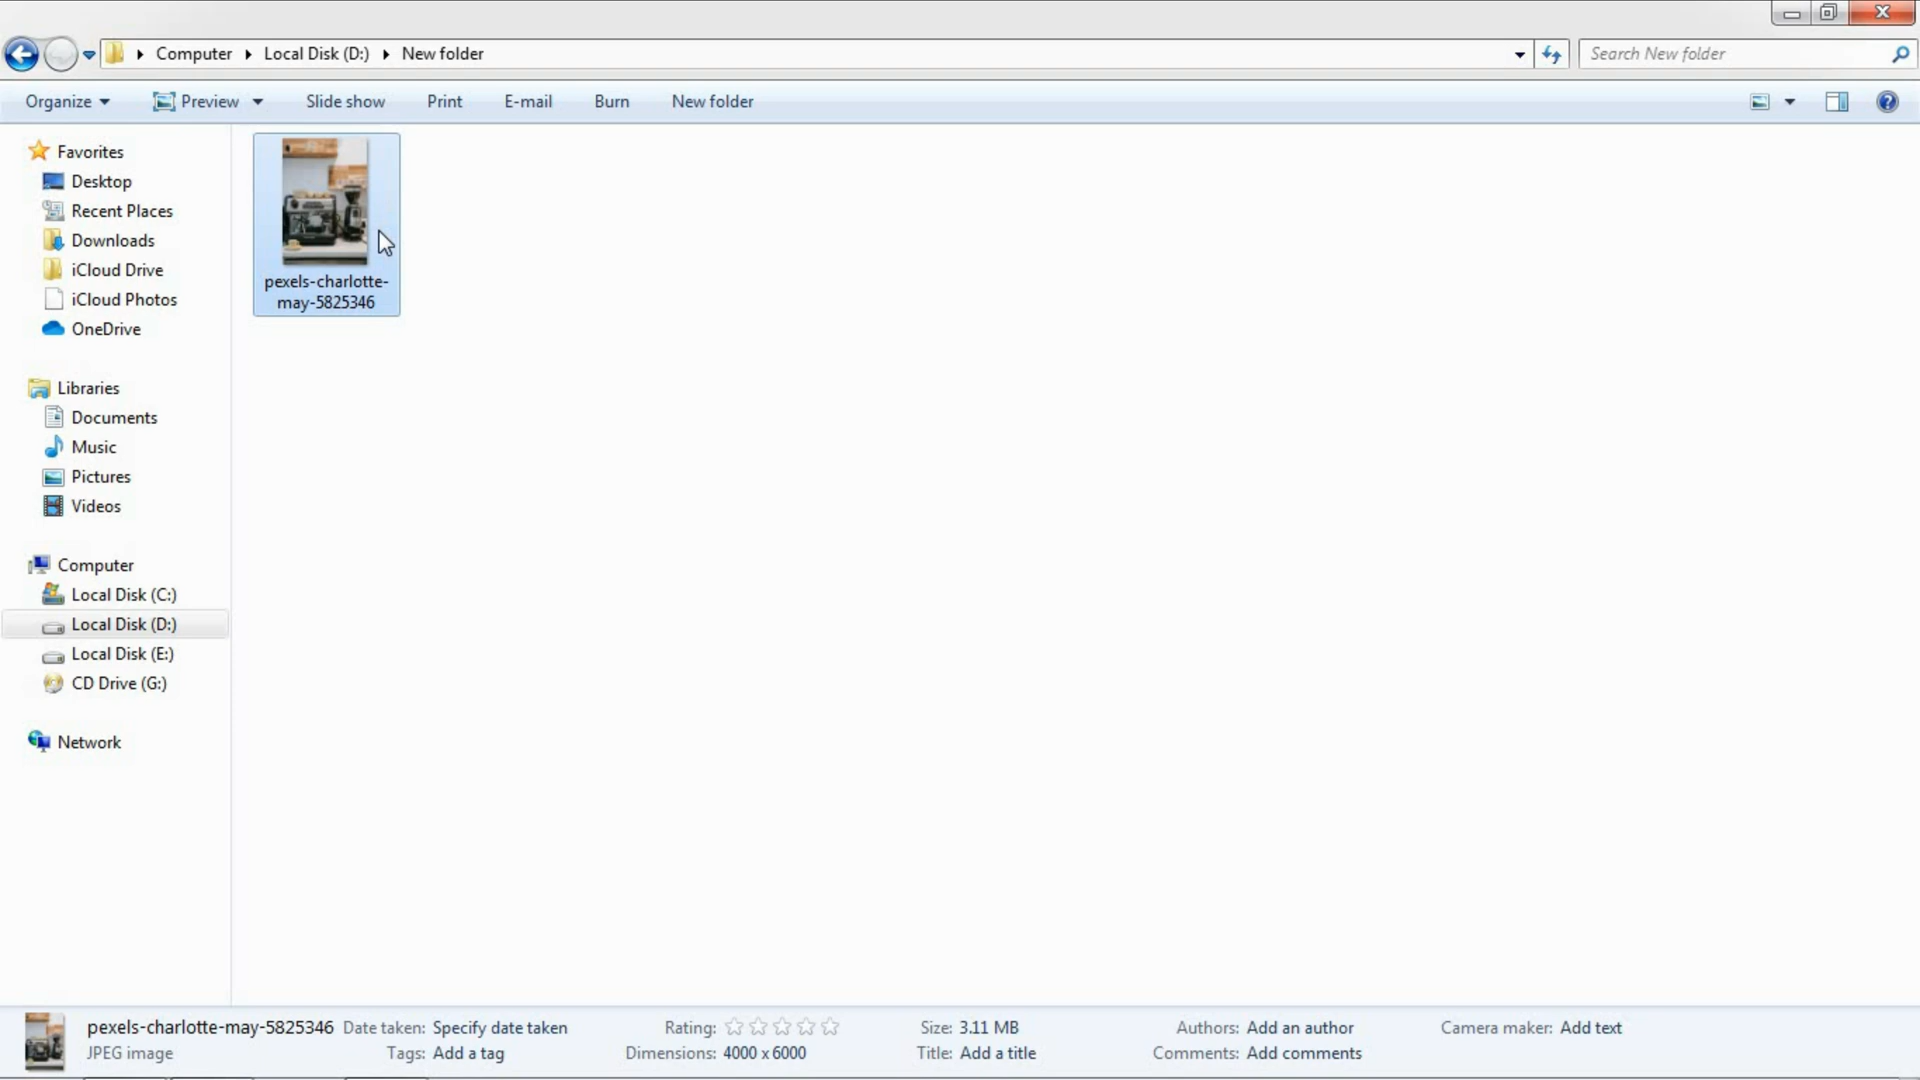 Computer Local Disk (D:) New folder
Search New folder
Organize Preview Slide show Print E-mail Burn New folder
Favorites
Desktop
Recent Places
Downloads
iCloud Drive
iCloud Photos
OneDrive
Libraries
Documents
Music
Pictures
Videos
Computer
Local Disk (C:)
Local Disk (D:)
Local Disk (E:)
CD Drive (G:)
Network
pexels-charlotte-
may-5825346
pexels-charlotte-may-5825346 Date taken: Specify date taken Rating: Size: 3.11 MB Authors: Add an author Camera maker: Add text
JPEG image Tags: Add a tag Dimensions: 4000 x 6000 Title: Add a title Comments: Add comments